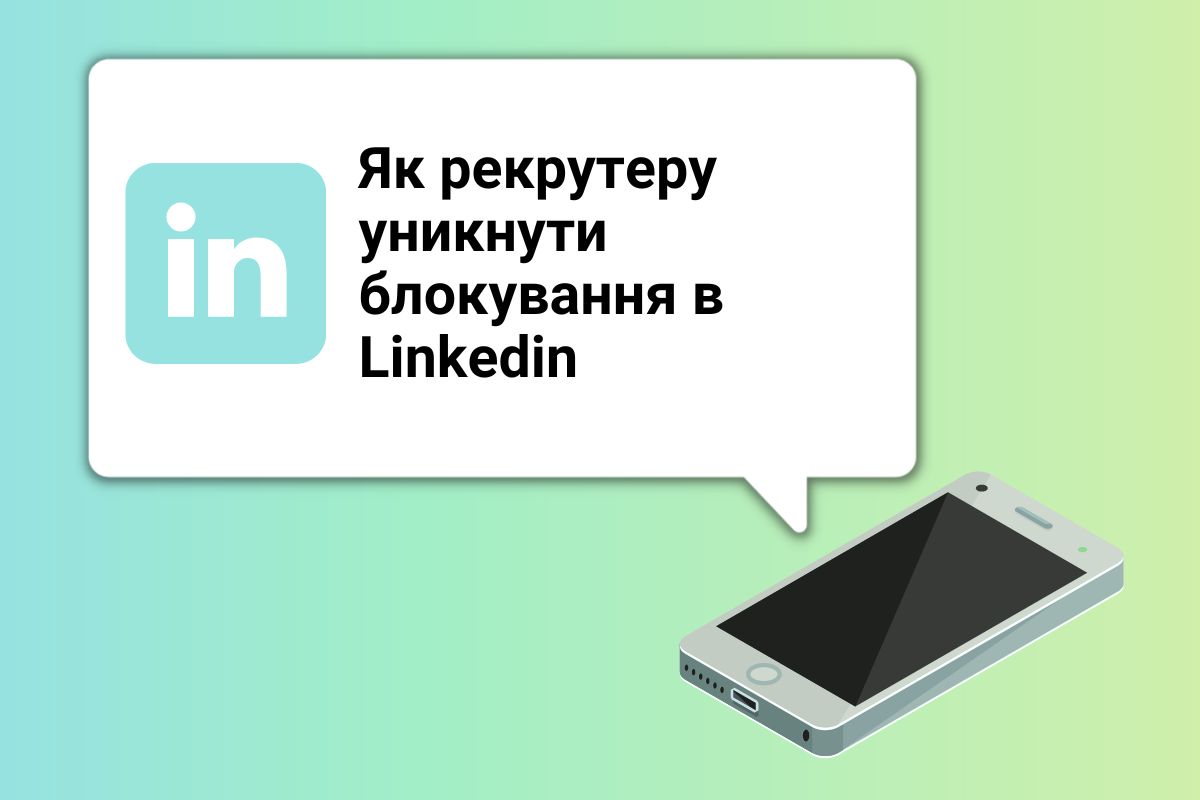 in
Як рекрутеру
уникнути
блокування в
Linkedin